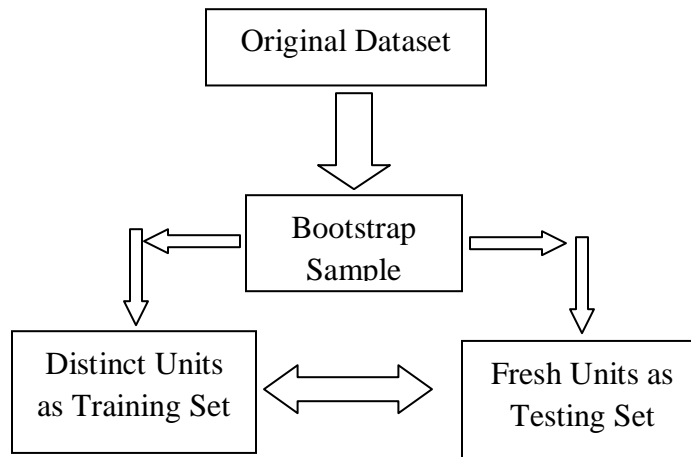 Original Dataset
Bootstrap
Sample
Distinct Units
as Training Set
Fresh Units as
Testing Set